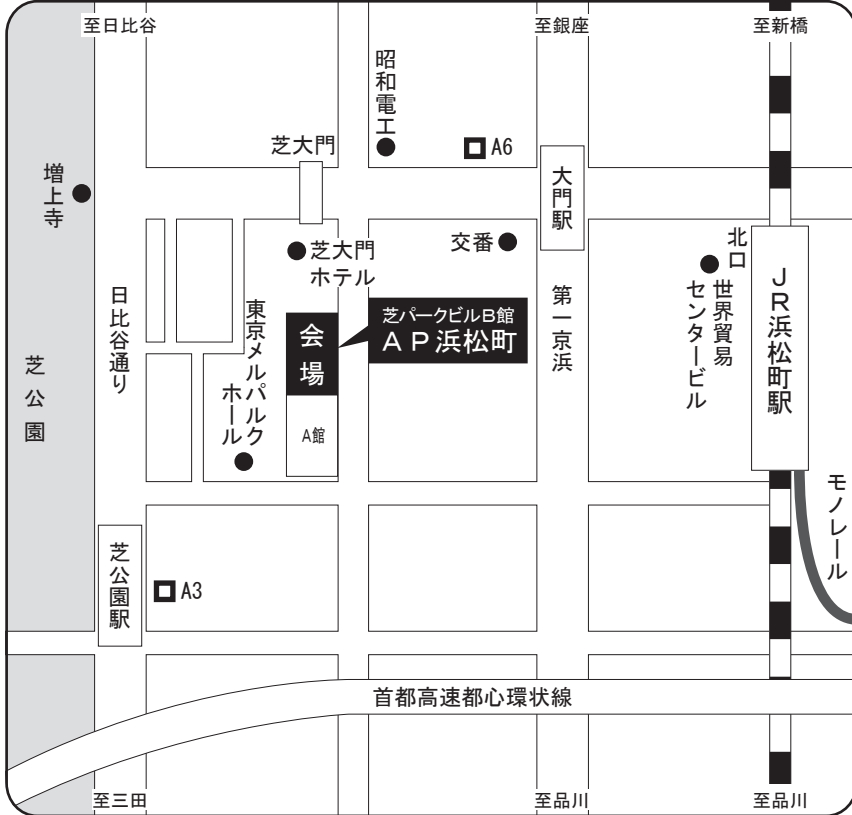 至日比谷
至銀座
至新橋
昭和電工
A6
芝大門
増上寺
大門駅
交番
北口
芝大門
ホテル
世界貿易
センタービル
JR浜松町駅
日比谷通り
東京メルパルク
ホール
会場
芝パークビルB館
AP浜松町
第一京浜
芝公園
A館
モノレール
芝公園駅
A3
首都高速都心環状線
至三田
至品川
至品川